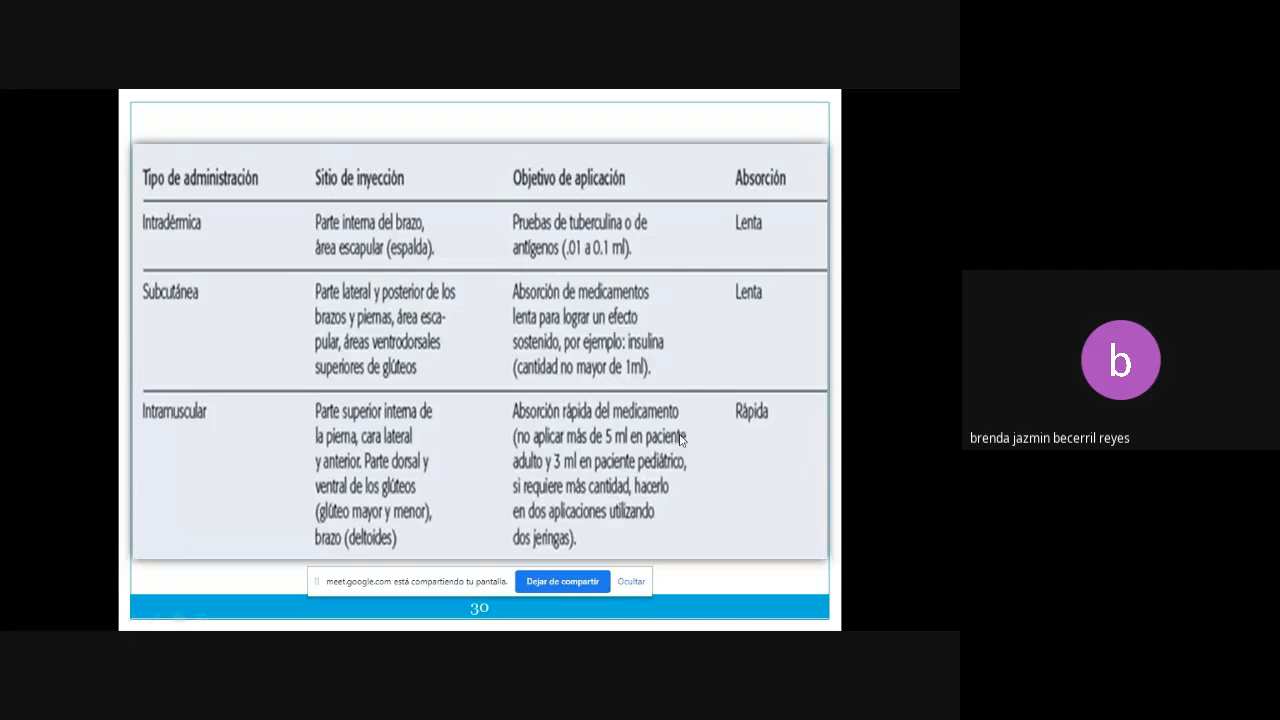 Tipo de administración
Sitio de inyección
Objetivo de aplicación
Absorción
Intradérmica
Parte interna del brazo,
área escapular (espalda).
Pruebas de tuberculina o de
antígenos (.01 a 0.1 ml).
Lenta
Subcutánea
Parte lateral y posterior de los
brazos y piernas, área esca-
pular, áreas ventrodorsales
superiores de glúteos
Absorción de medicamentos
lenta para lograr un efecto
sostenido, por ejemplo: insulina
(cantidad no mayor de 1ml).
Lenta
Intramuscular
Parte superior interna de
la pierna, cara lateral
y anterior. Parte dorsal y
ventral de los glúteos
(glúteo mayor y menor),
brazo (deltoides)
Absorción rápida del medicamento
(no aplicar más de 5 ml en paciente
adulto y 3 ml en paciente pediátrico,
si requiere más cantidad, hacerlo
en dos aplicaciones utilizando
dos jeringas).
Rápida
meet.google.com está compartiendo tu pantalla.
Dejar de compartir
Ocultar
30
b
brenda jazmin becerril reyes